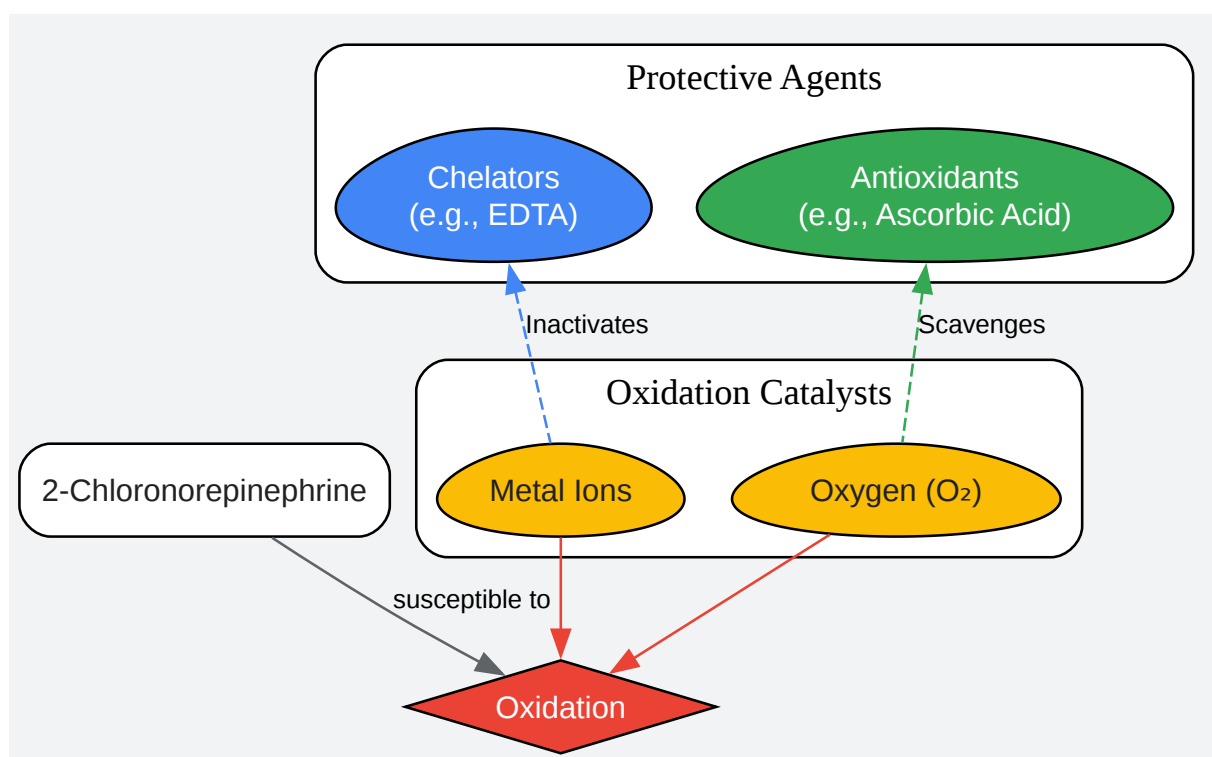 Protective Agents
Chelators
(e.g., EDTA)
Antioxidants
(e.g., Ascorbic Acid)
Inactivates
Scavenges
Oxidation Catalysts
2-Chloronorepinephrine
Metal Ions
Oxygen (O₂)
susceptible to
Oxidation